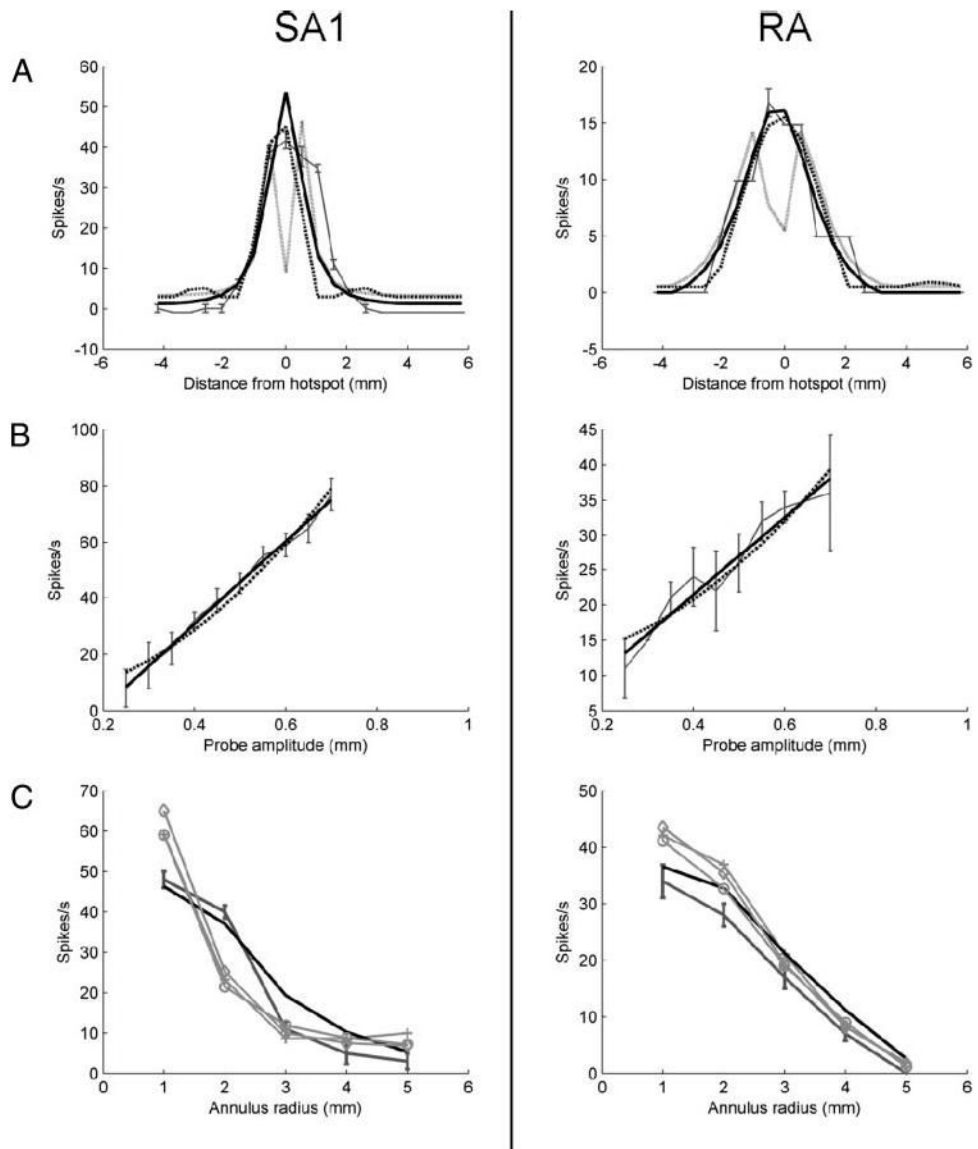 SA1
RA
A
60
50
40
30
20
10
0
-10
Spikes/s
-6 -4 -2 0 2 4 6
Distance from hotspot (mm)
20
15
10
5
0
-5
Spikes/s
-6 -4 -2 0 2 4 6
Distance from hotspot (mm)
B
100
80
60
40
20
0
Spikes/s
0.2 0.4 0.6 0.8 1
Probe amplitude (mm)
45
40
35
30
25
20
15
10
5
Spikes/s
0.2 0.4 0.6 0.8 1
Probe amplitude (mm)
C
70
60
50
40
30
20
10
0
Spikes/s
0 1 2 3 4 5 6
Annulus radius (mm)
50
40
30
20
10
0
Spikes/s
0 1 2 3 4 5 6
Annulus radius (mm)